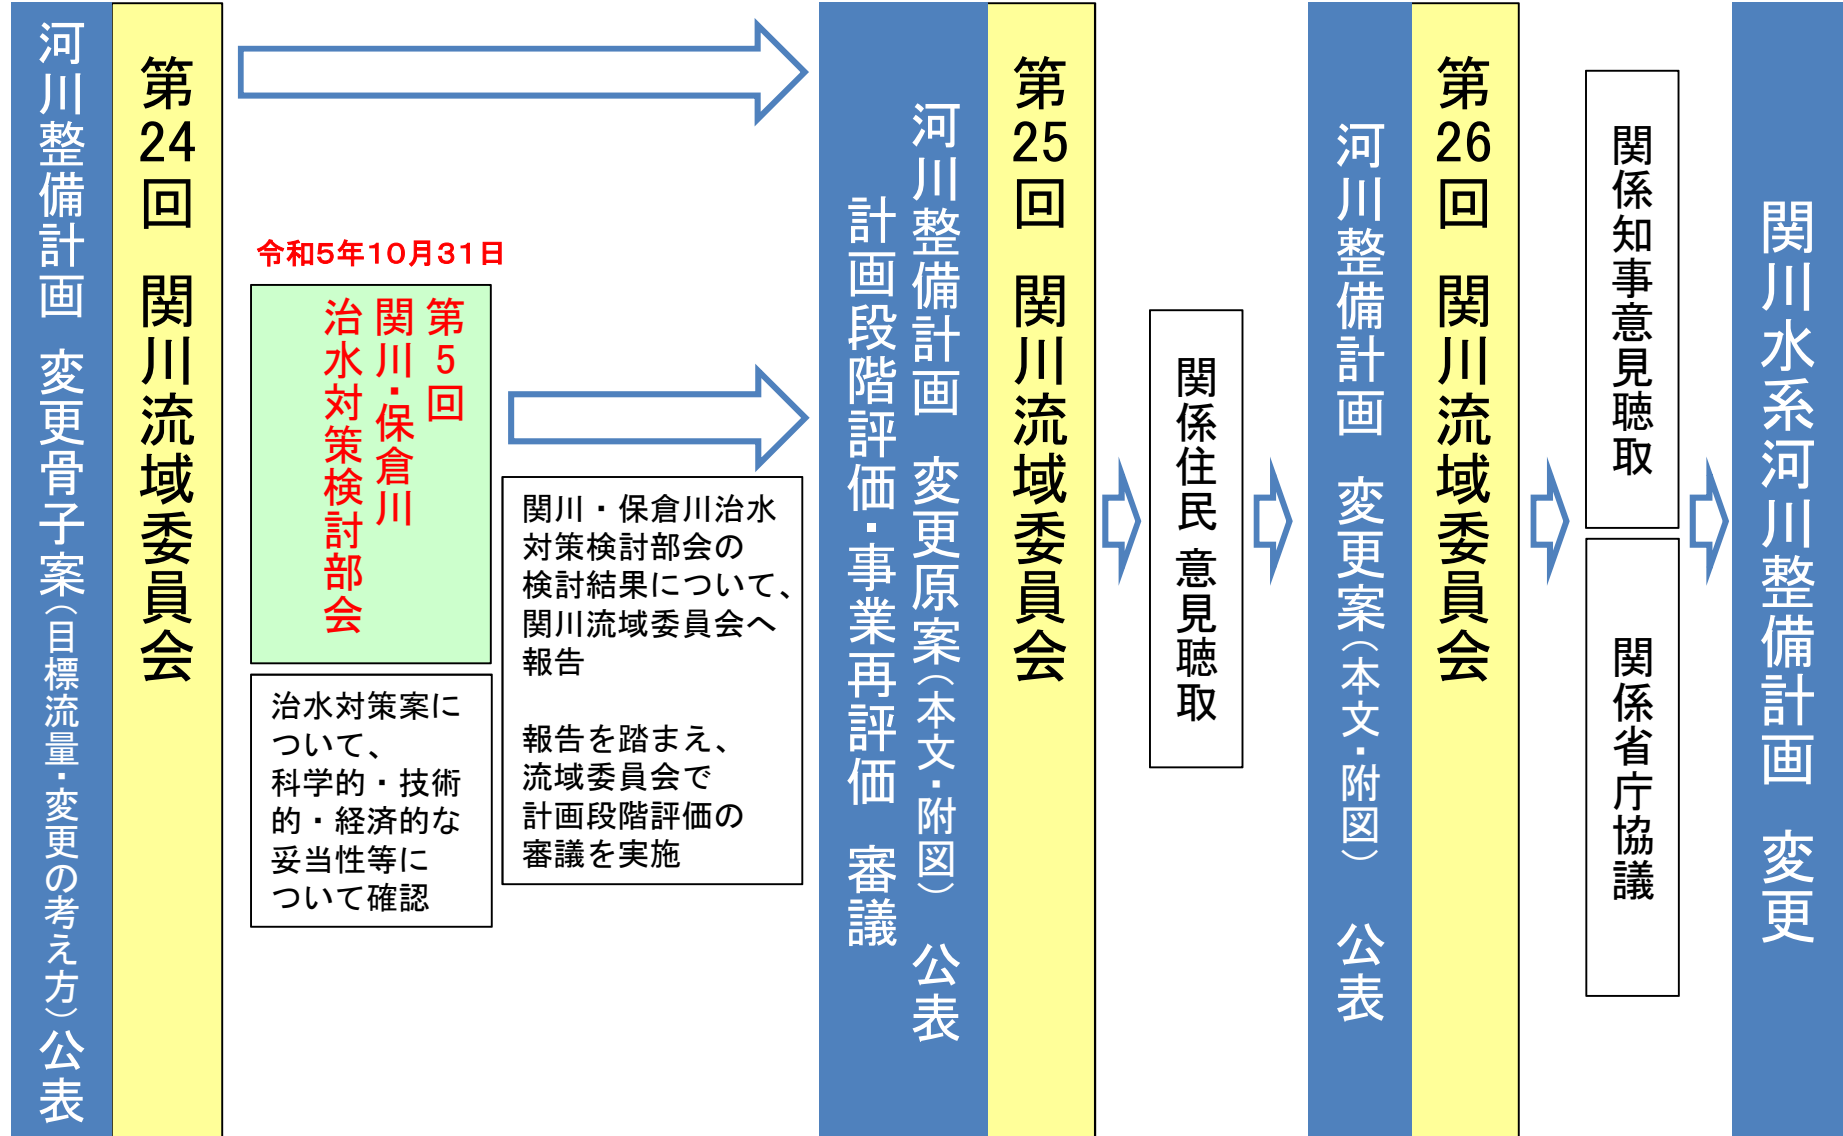 河川整備計画 変更骨子案（目標流量・変更の考え方）公表
第24回 関川流域委員会
令和5年10月31日
第5回
関川・保倉川
治水対策検討部会
治水対策案に
ついて、
科学的・技術
的・経済的な
妥当性等に
ついて確認
関川・保倉川治水
対策検討部会の
検討結果について、
関川流域委員会へ
報告
報告を踏まえ、
流域委員会で
計画段階評価の
審議を実施
河川整備計画 変更原案（本文・附図） 公表
計画段階評価・事業再評価 審議
第25回 関川流域委員会
関係住民 意見聴取
河川整備計画 変更案（本文・附図） 公表
第26回 関川流域委員会
関係知事意見聴取
関係省庁協議
関川水系河川整備計画 変更